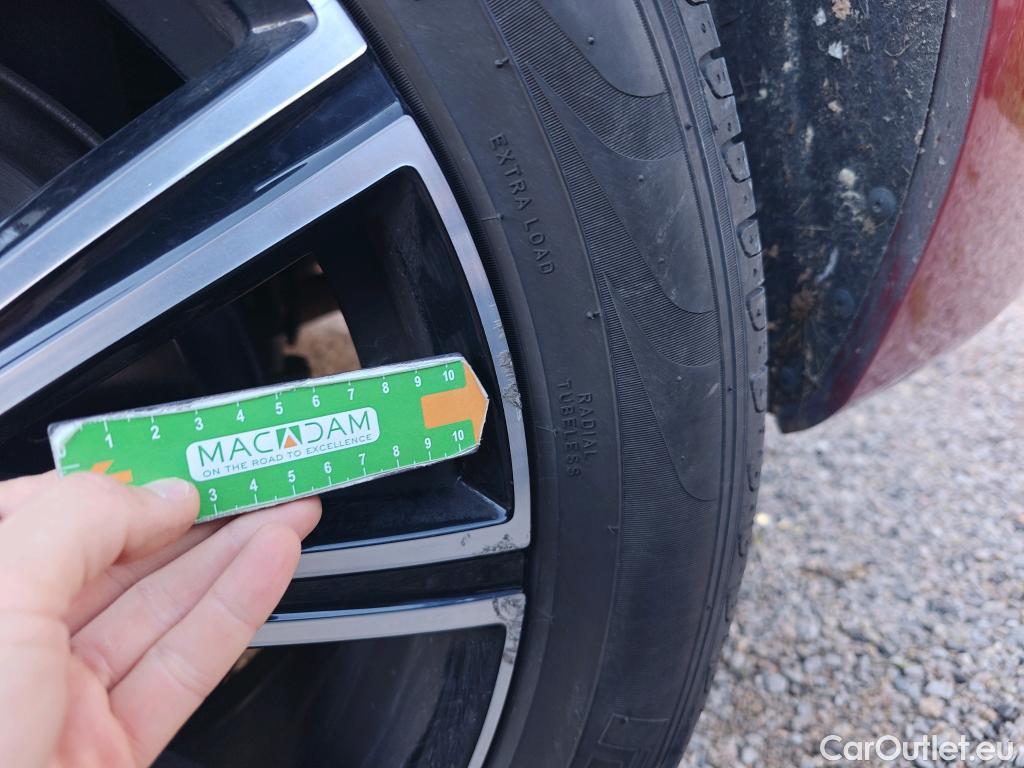 EXTRA LOAD
RADIAL
TUBELESS
1 2 3 4 5 6 7 8 9 10
MACADAM
ON THE ROAD TO EXCELLENCE
3 4 5 6 7 8 9 10
CarOutlet.eu